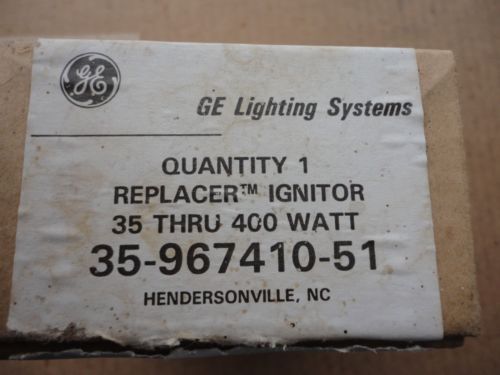 GE
GE Lighting Systems
QUANTITY 1
REPLACER™ IGNITOR
35 THRU 400 WATT
35-967410-51
HENDERSONVILLE, NC